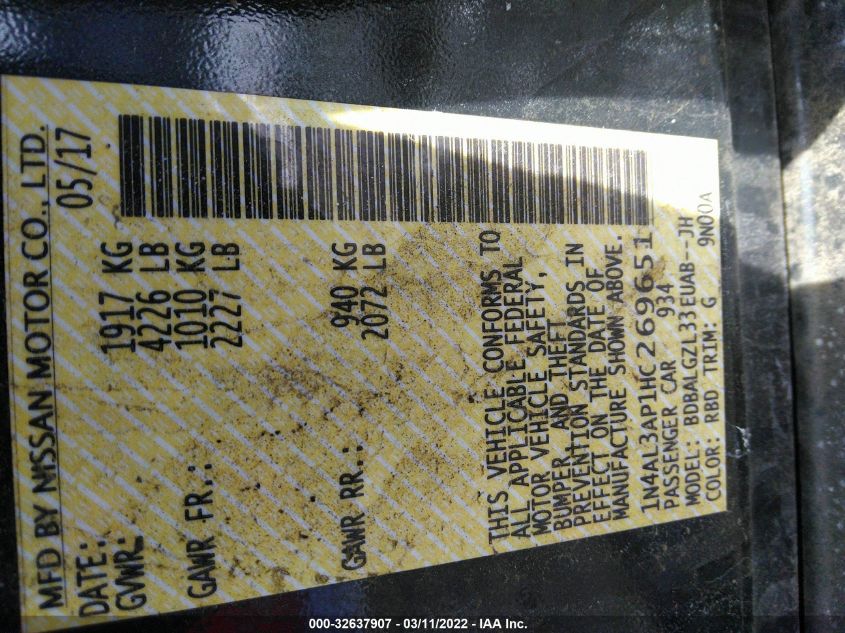 MFD BY NISSAN MOTOR CO., LTD.
DATE: 05/17
GVWR: 1917 KG
4226 LB
GAWR FR.: 1010 KG
2227 LB
GAWR RR.: 940 KG
2072 LB
THIS VEHICLE CONFORMS TO
ALL APPLICABLE FEDERAL
MOTOR VEHICLE SAFETY,
BUMPER, AND THEFT
PREVENTION STANDARDS IN
EFFECT ON THE DATE OF
MANUFACTURE SHOWN ABOVE.
1N4AL3AP1HC269651
PASSENGER CAR 934
MODEL: BDBALGZL33EUAB--JH
COLOR: RBD TRIM: G 9N00A
000-32637907 - 03/11/2022 - IAA Inc.